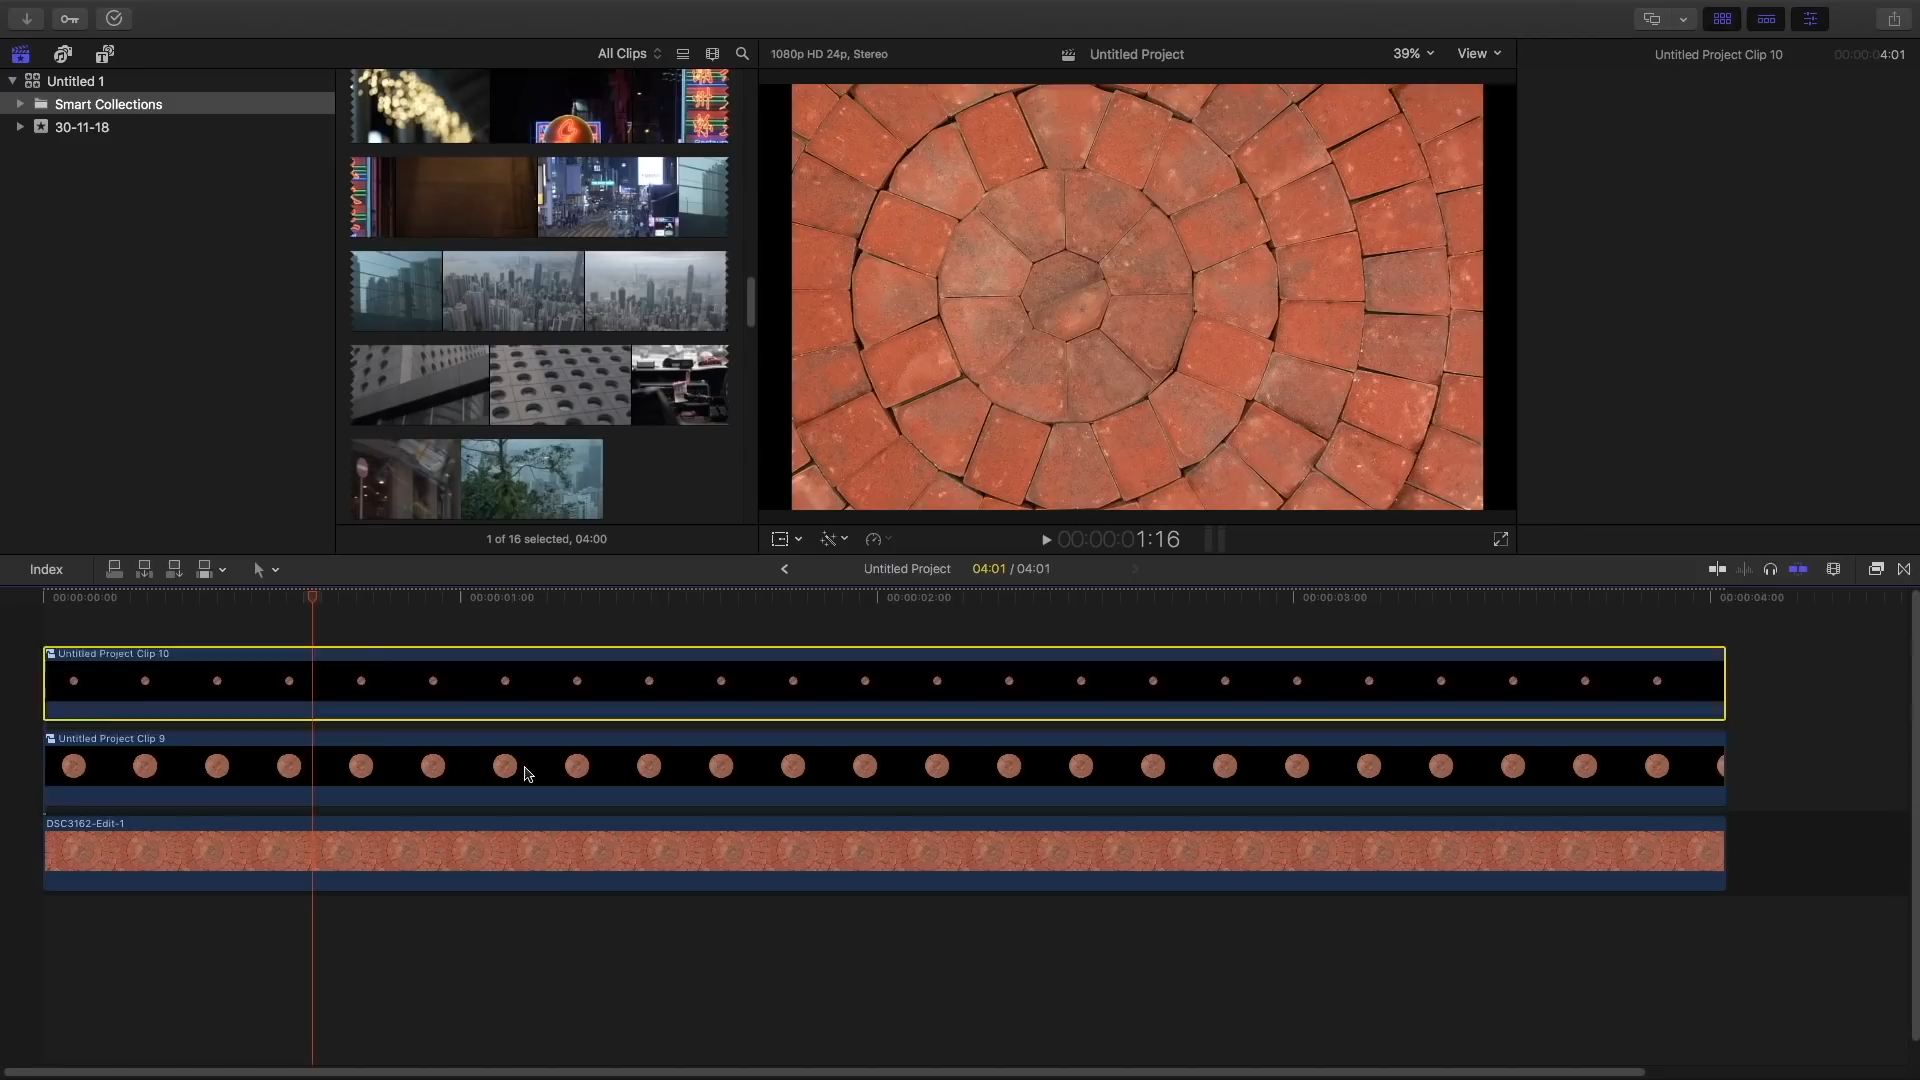 All Clips
1080p HD 24p, Stereo
Untitled Project
39%
View
Untitled Project Clip 10
00:00:04:01
Untitled 1
Smart Collections
30-11-18
1 of 16 selected, 04:00
00:00:01:16
Index
Untitled Project
04:01 / 04:01
00:00:00:00
00:00:01:00
00:00:02:00
00:00:03:00
00:00:04:00
Untitled Project Clip 10
Untitled Project Clip 9
DSC3162-Edit-1